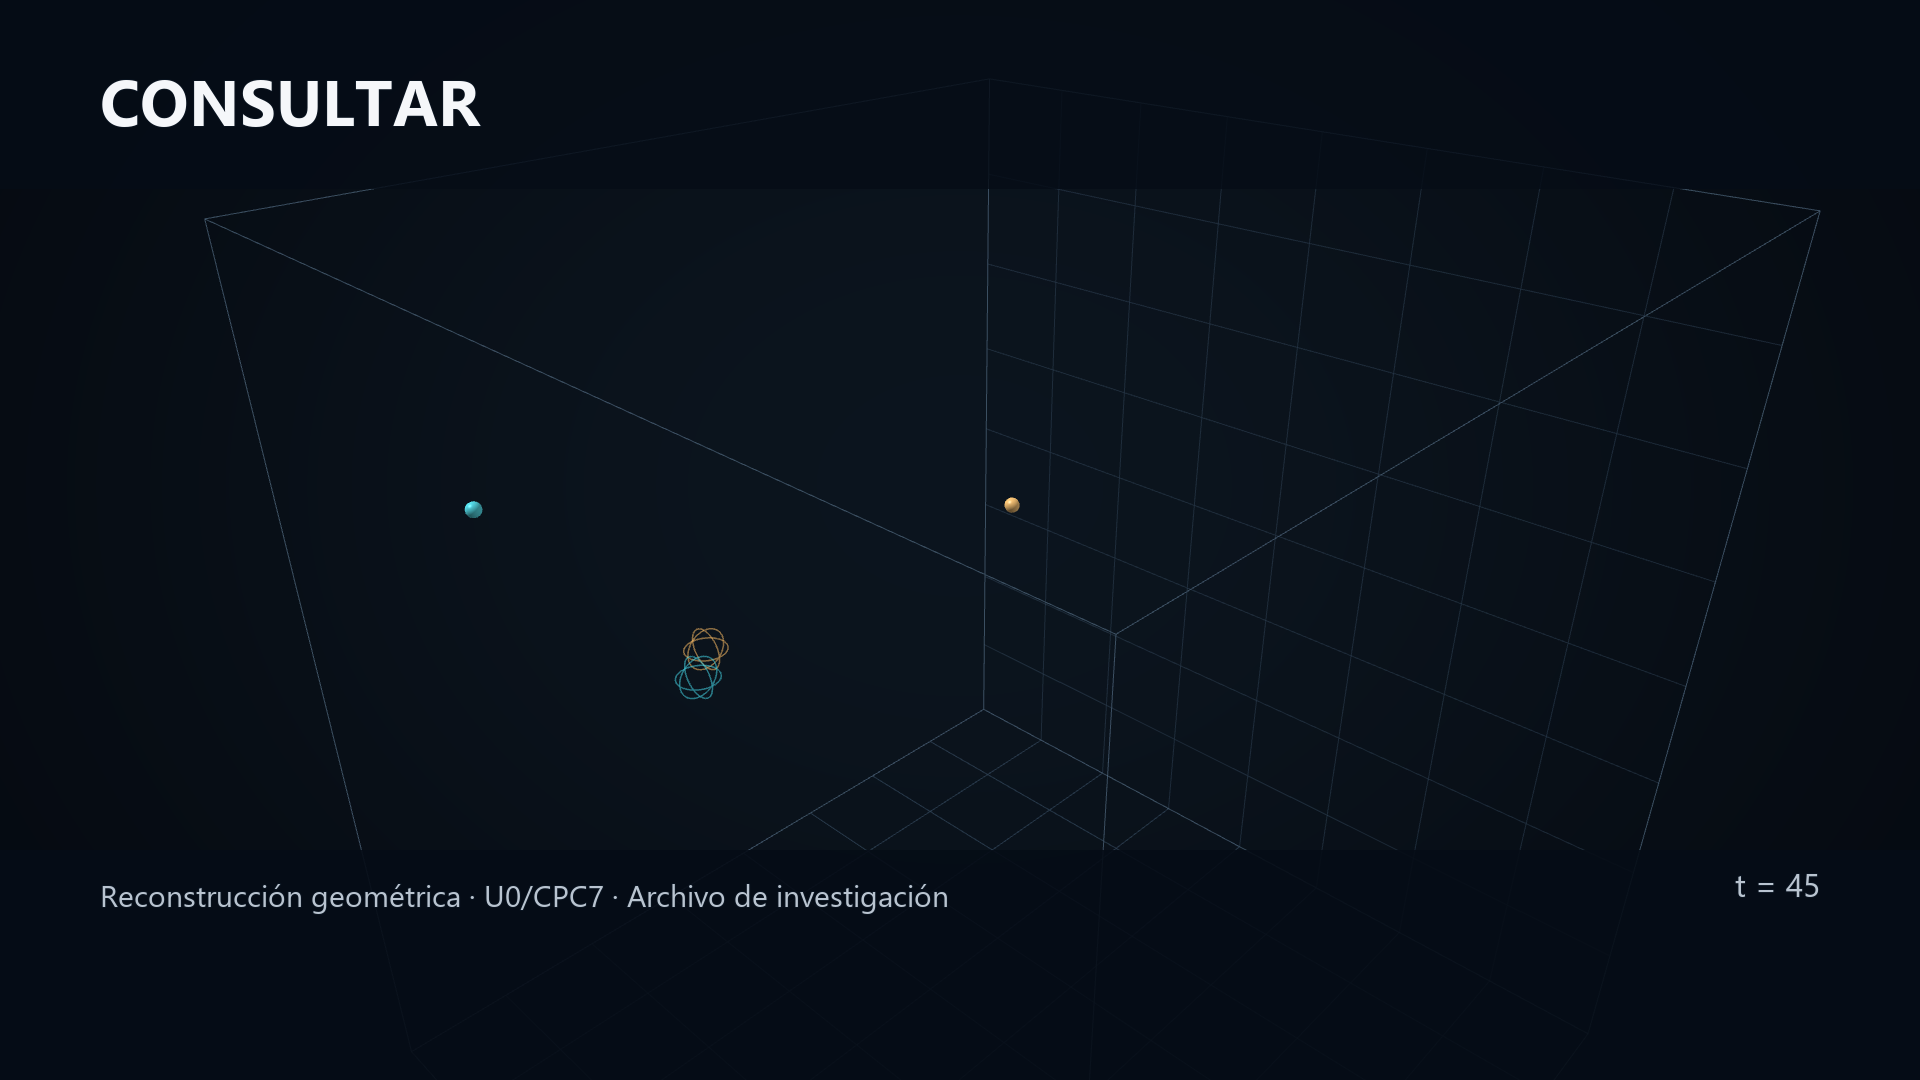 CONSULTAR
Reconstrucción geométrica · U0/CPC7 · Archivo de investigación
t = 45